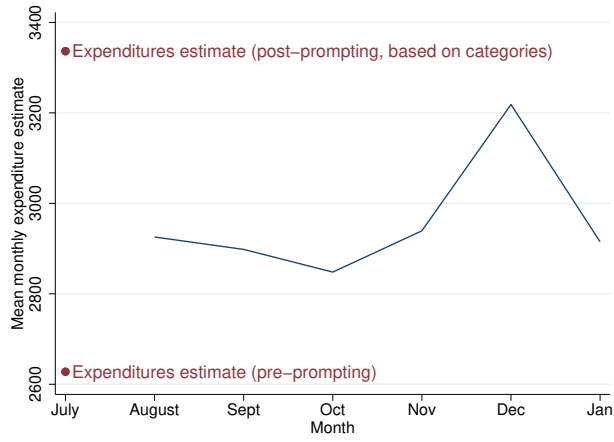 3400
Expenditures estimate (post−prompting, based on categories)
3200
3000
2800
2600
Mean monthly expenditure estimate
Expenditures estimate (pre−prompting)
July August Sept Oct Nov Dec Jan
Month